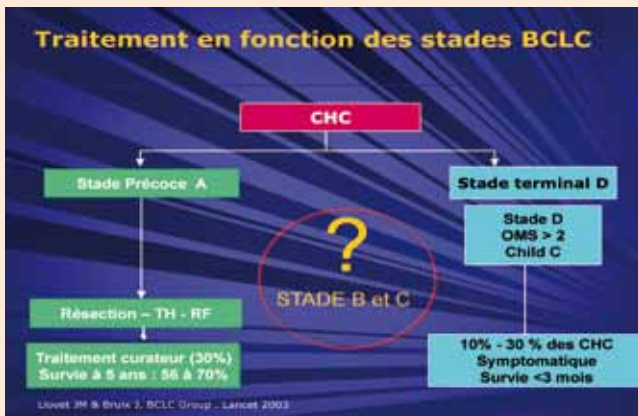 Traitement en fonction des stades BCLC
CHC
Stade Précoce A
Stade terminal D
Stade D
OMS > 2
Child C
?
STADE B et C
Résection – TH - RF
Traitement curateur (30%)
Survie à 5 ans : 56 à 70%
10% - 30 % des CHC
Symptomatique
Survie <3 mois
Llovet JM & Bruix J, BCLC Group . Lancet 2003